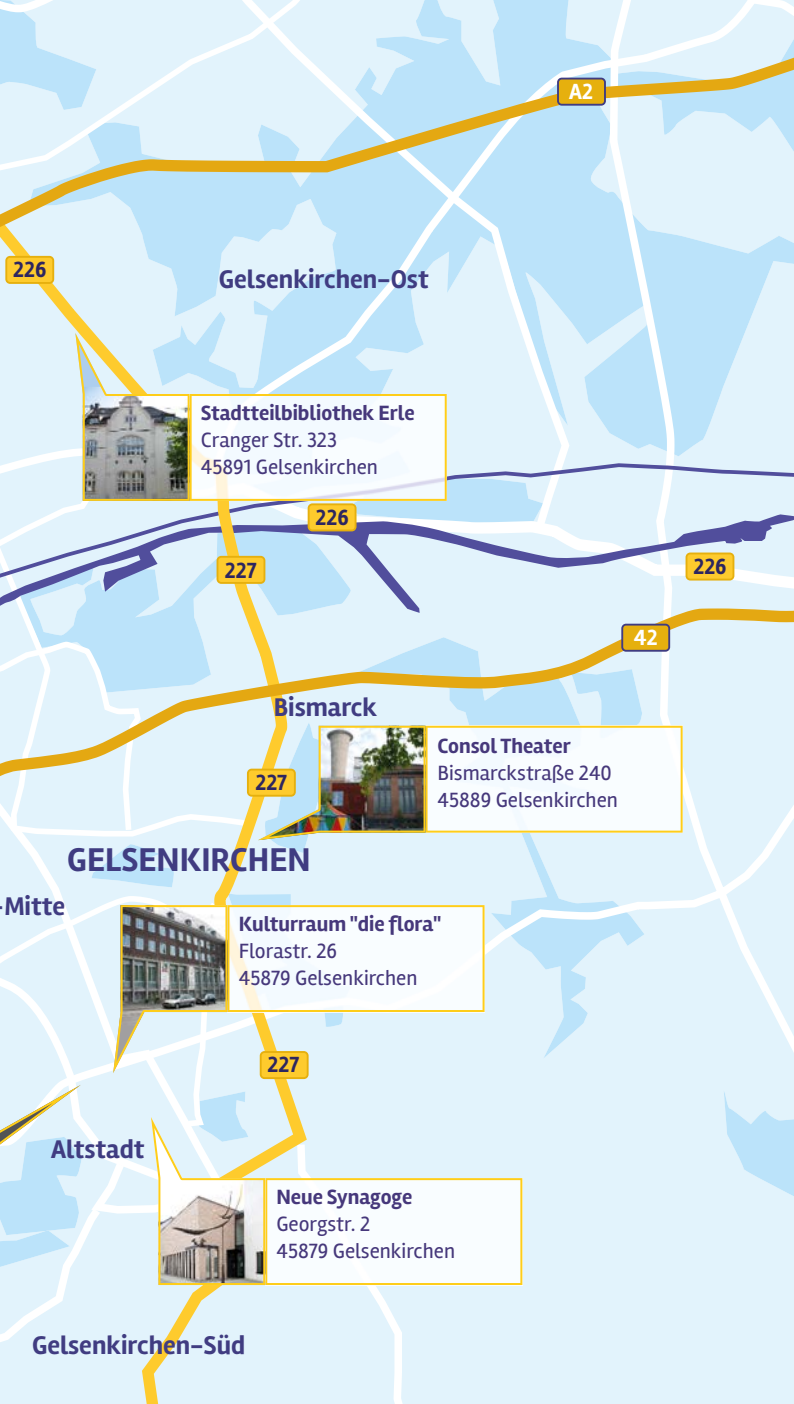 A2
226
Gelsenkirchen-Ost
Stadtteilbibliothek Erle
Cranger Str. 323
45891 Gelsenkirchen
226
227
226
42
Bismarck
Consol Theater
Bismarckstraße 240
45889 Gelsenkirchen
227
GELSENKIRCHEN
-Mitte
Kulturraum "die flora"
Florastr. 26
45879 Gelsenkirchen
227
Altstadt
Neue Synagoge
Georgstr. 2
45879 Gelsenkirchen
Gelsenkirchen-Süd